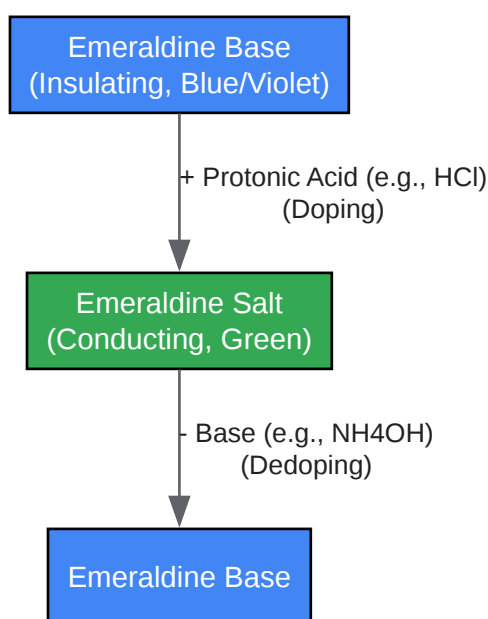 Emeraldine Base
(Insulating, Blue/Violet)
+ Protonic Acid (e.g., HCl)
(Doping)
Emeraldine Salt
(Conducting, Green)
- Base (e.g., NH4OH)
(Dedoping)
Emeraldine Base